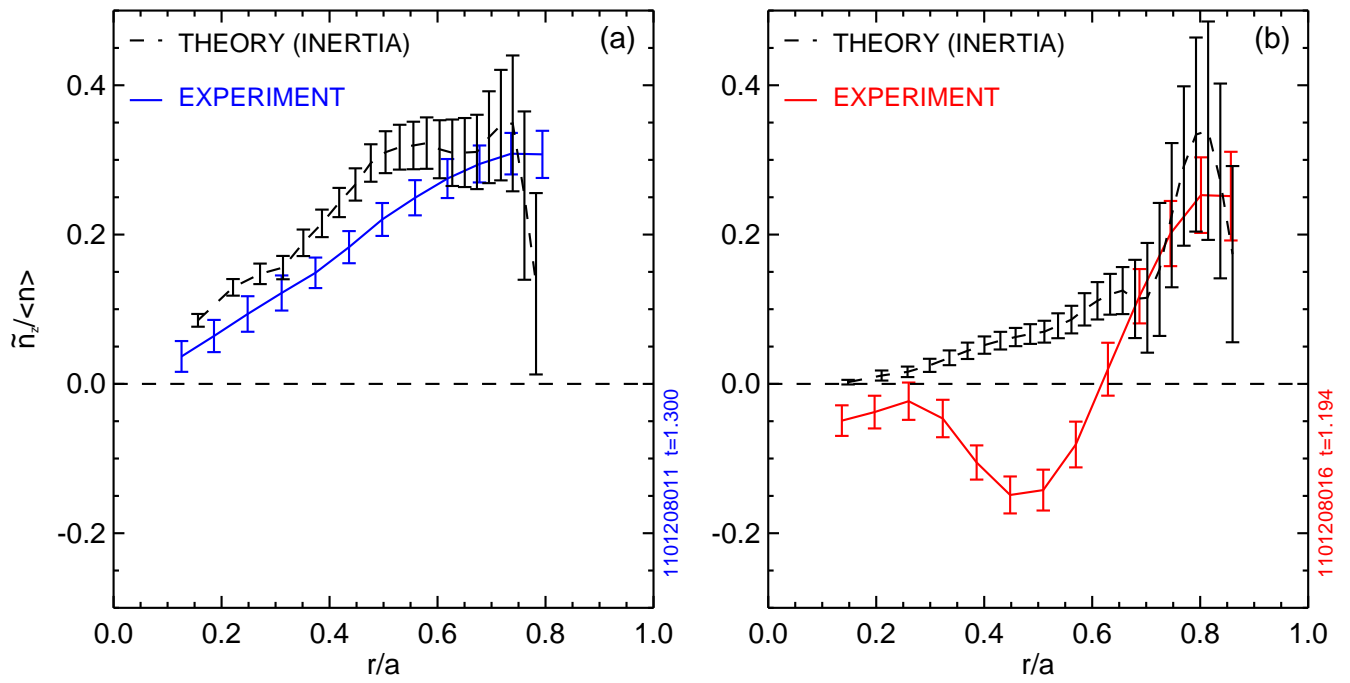 THEORY (INERTIA)
(a)
EXPERIMENT
0.4
0.2
0.0
-0.2
ñz/<n>
0.0
0.2
0.4
0.6
0.8
1.0
r/a
1101208011 t=1.300
THEORY (INERTIA)
(b)
EXPERIMENT
0.4
0.2
0.0
-0.2
0.0
0.2
0.4
0.6
0.8
1.0
r/a
1101208016 t=1.194